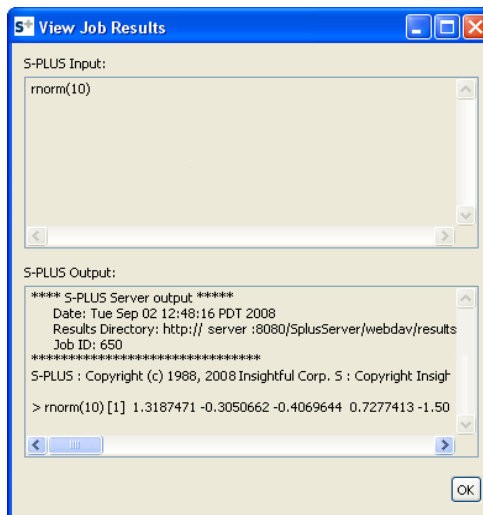 S+ View Job Results
S-PLUS Input:
rnorm(10)
S-PLUS Output:
**** S-PLUS Server output *****
Date: Tue Sep 02 12:48:16 PDT 2008
Results Directory: http:// server :8080/SplusServer/webdav/results
Job ID: 650
*********************************
S-PLUS : Copyright (c) 1988, 2008 Insightful Corp. S : Copyright Insigh
> rnorm(10) [1] 1.3187471 -0.3050662 -0.4069644 0.7277413 -1.50
OK